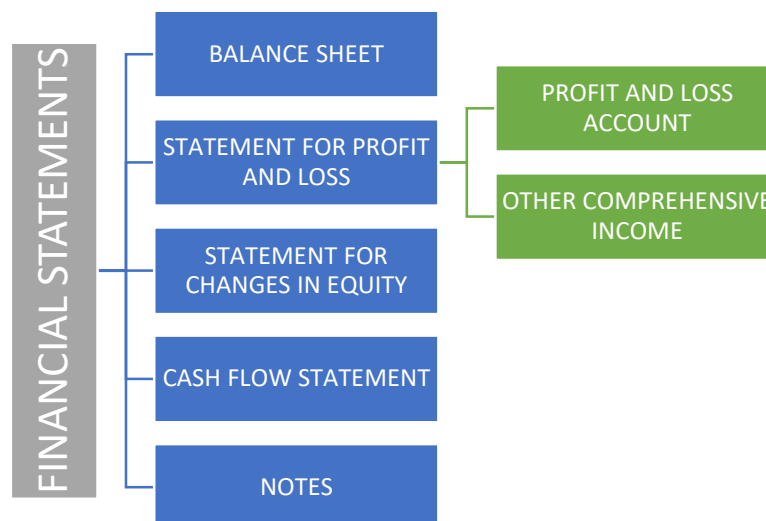 FINANCIAL STATEMENTS
BALANCE SHEET
STATEMENT FOR PROFIT
AND LOSS
PROFIT AND LOSS
ACCOUNT
OTHER COMPREHENSIVE
INCOME
STATEMENT FOR
CHANGES IN EQUITY
CASH FLOW STATEMENT
NOTES